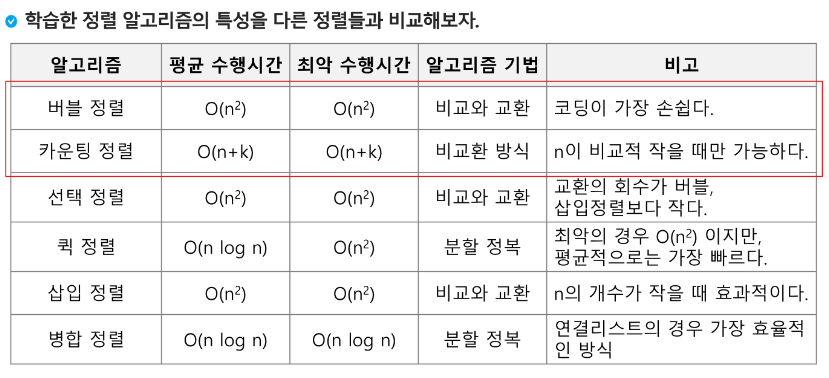 학습한 정렬 알고리즘의 특성을 다른 정렬들과 비교해보자.
알고리즘 평균 수행시간 최악 수행시간 알고리즘 기법 비고
버블 정렬 O(n²) O(n²) 비교와 교환 코딩이 가장 손쉽다.
카운팅 정렬 O(n+k) O(n+k) 비교환 방식 n이 비교적 작을 때만 가능하다.
선택 정렬 O(n²) O(n²) 비교와 교환 교환의 회수가 버블,
삽입정렬보다 작다.
퀵 정렬 O(n log n) O(n²) 분할 정복 최악의 경우 O(n²) 이지만,
평균적으로는 가장 빠르다.
삽입 정렬 O(n²) O(n²) 비교와 교환 n의 개수가 작을 때 효과적이다.
병합 정렬 O(n log n) O(n log n) 분할 정복 연결리스트의 경우 가장 효율적
인 방식